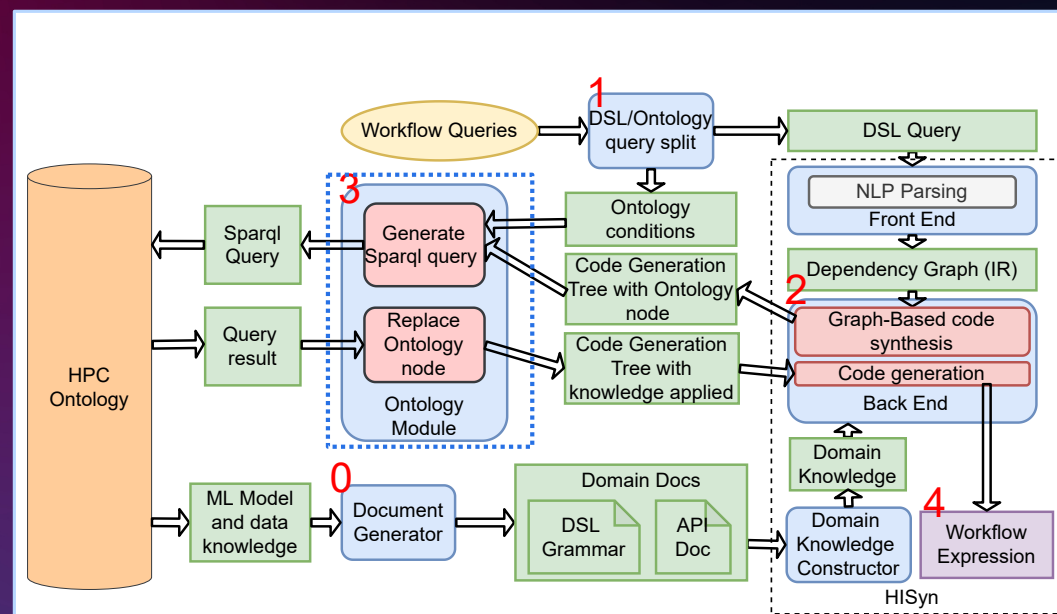 1
Workflow Queries
DSL/Ontology
query split
DSL Query
3
NLP Parsing
Front End
Sparql
Query
Generate
Sparql query
Ontology
conditions
Code Generation
Tree with Ontology
node
Dependency Graph (IR)
2
Graph-Based code
synthesis
Query
result
Replace
Ontology
node
Code Generation
Tree with
knowledge applied
Code generation
Back End
HPC
Ontology
Ontology
Module
Domain
Knowledge
0
ML Model
and data
knowledge
Document
Generator
Domain Docs
DSL
Grammar
API
Doc
Domain
Knowledge
Constructor
4
Workflow
Expression
HISyn